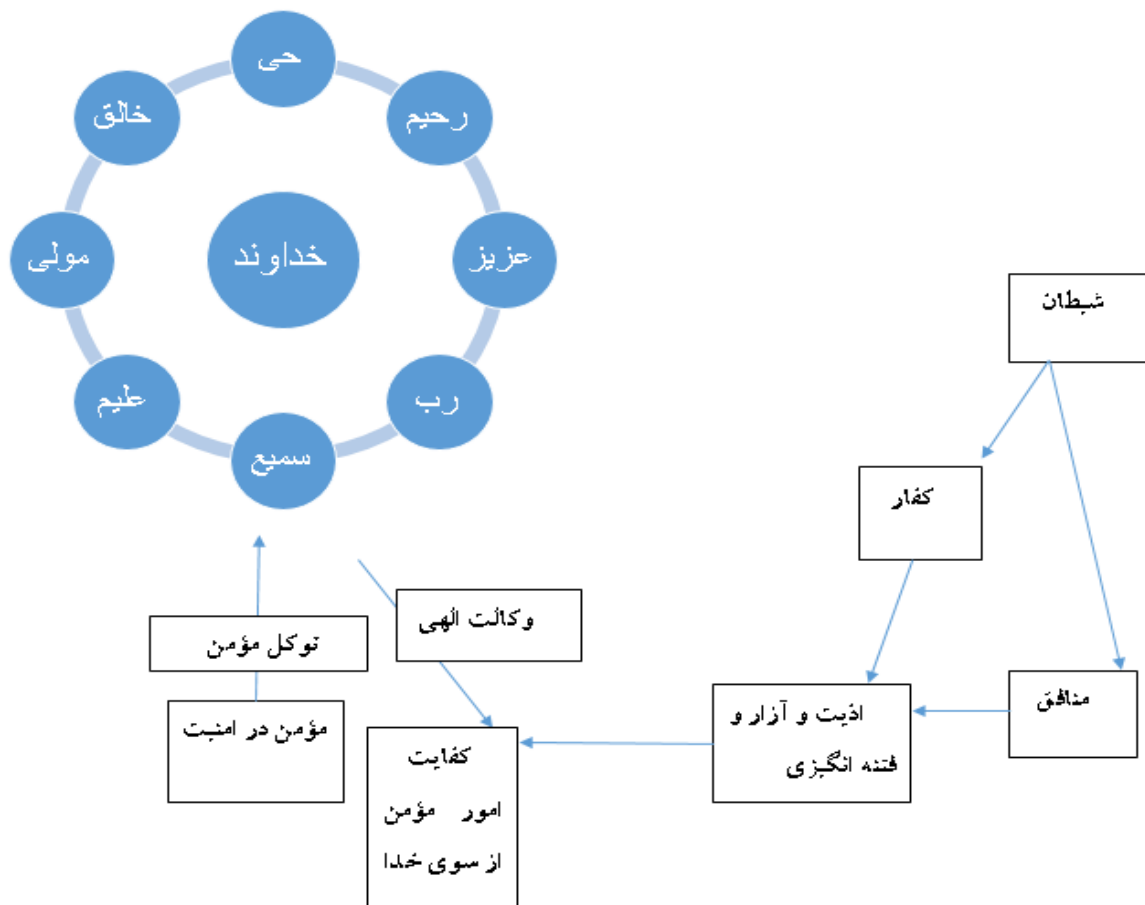 حی
رحیم
خالق
عزیز
خداوند
مولی
رب
علیم
سمیع
شیطان
کفار
وکالت الهی
توکل مؤمن
منافق
اذیت و آزار و
فتنه انگیزی
مؤمن در امنیت
کفایت
امور مؤمن
از سوی خدا